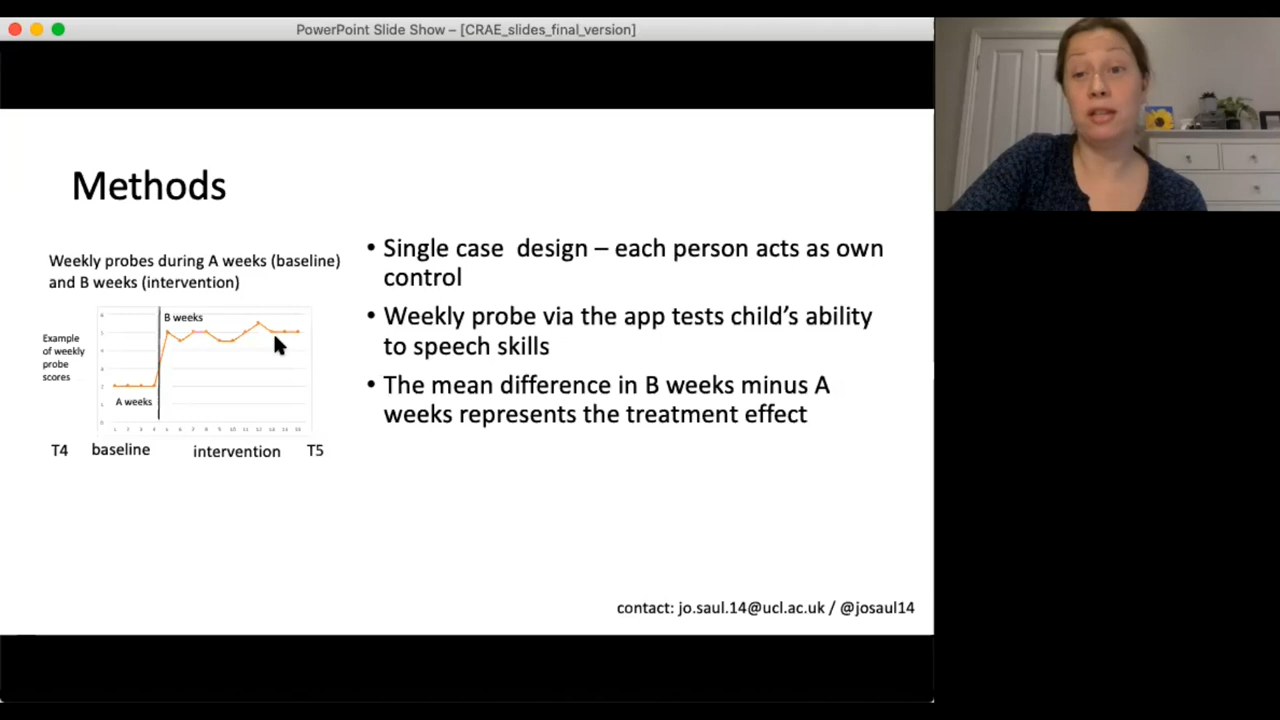 PowerPoint Slide Show – [CRAE_slides_final_version]
Methods
Weekly probes during A weeks (baseline)
and B weeks (intervention)
Example
of weekly
probe
scores
B weeks
A weeks
T4 baseline intervention T5
• Single case design – each person acts as own
control
• Weekly probe via the app tests child’s ability
to speech skills
• The mean difference in B weeks minus A
weeks represents the treatment effect
contact: jo.saul.14@ucl.ac.uk / @josaul14